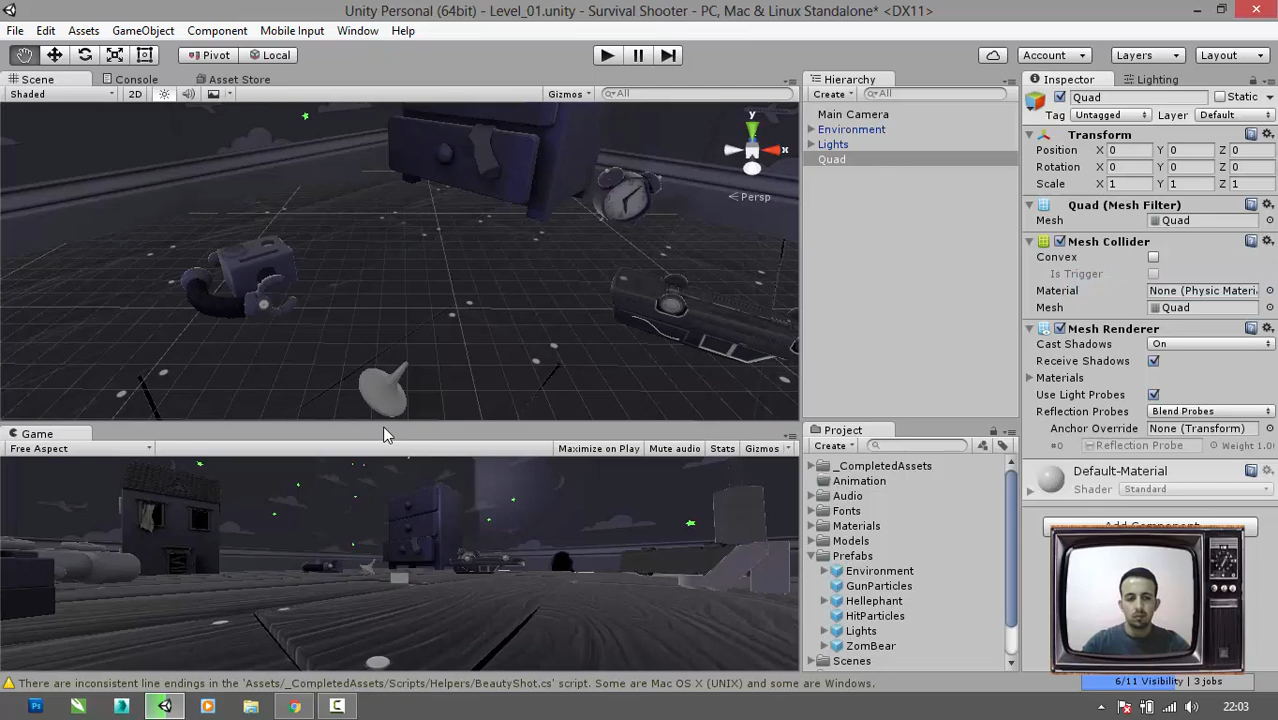 Unity Personal (64bit) - Level_01.unity - Survival Shooter - PC, Mac & Linux Standalone* <DX11>
File Edit Assets GameObject Component Mobile Input Window Help
Pivot Local Account Layers Layout
Scene Console Asset Store
Shaded 2D Gizmos All
y
x
Persp
Game
Free Aspect Maximize on Play Mute audio Stats Gizmos
Hierarchy
Create All
Main Camera
Environment
Lights
Quad
Project
Create
_CompletedAssets
Animation
Audio
Fonts
Materials
Models
Prefabs
Environment
GunParticles
Hellephant
HitParticles
Lights
ZomBear
Scenes
Inspector Lighting
Quad Static
Tag Untagged Layer Default
Transform
Position X 0 Y 0 Z 0
Rotation X 0 Y 0 Z 0
Scale X 1 Y 1 Z 1
Quad (Mesh Filter)
Mesh Quad
Mesh Collider
Convex
Is Trigger
Material None (Physic Materi
Mesh Quad
Mesh Renderer
Cast Shadows On
Receive Shadows
Materials
Use Light Probes
Reflection Probes Blend Probes
Anchor Override None (Transform)
#0 Reflection Probe Weight 1.0
Default-Material
Shader Standard
There are inconsistent line endings in the 'Assets/_CompletedAssets/Scripts/Helpers/BeautyShot.cs' script. Some are Mac OS X (UNIX) and some are Windows.
6/11 Visibility | 3 jobs
22:03